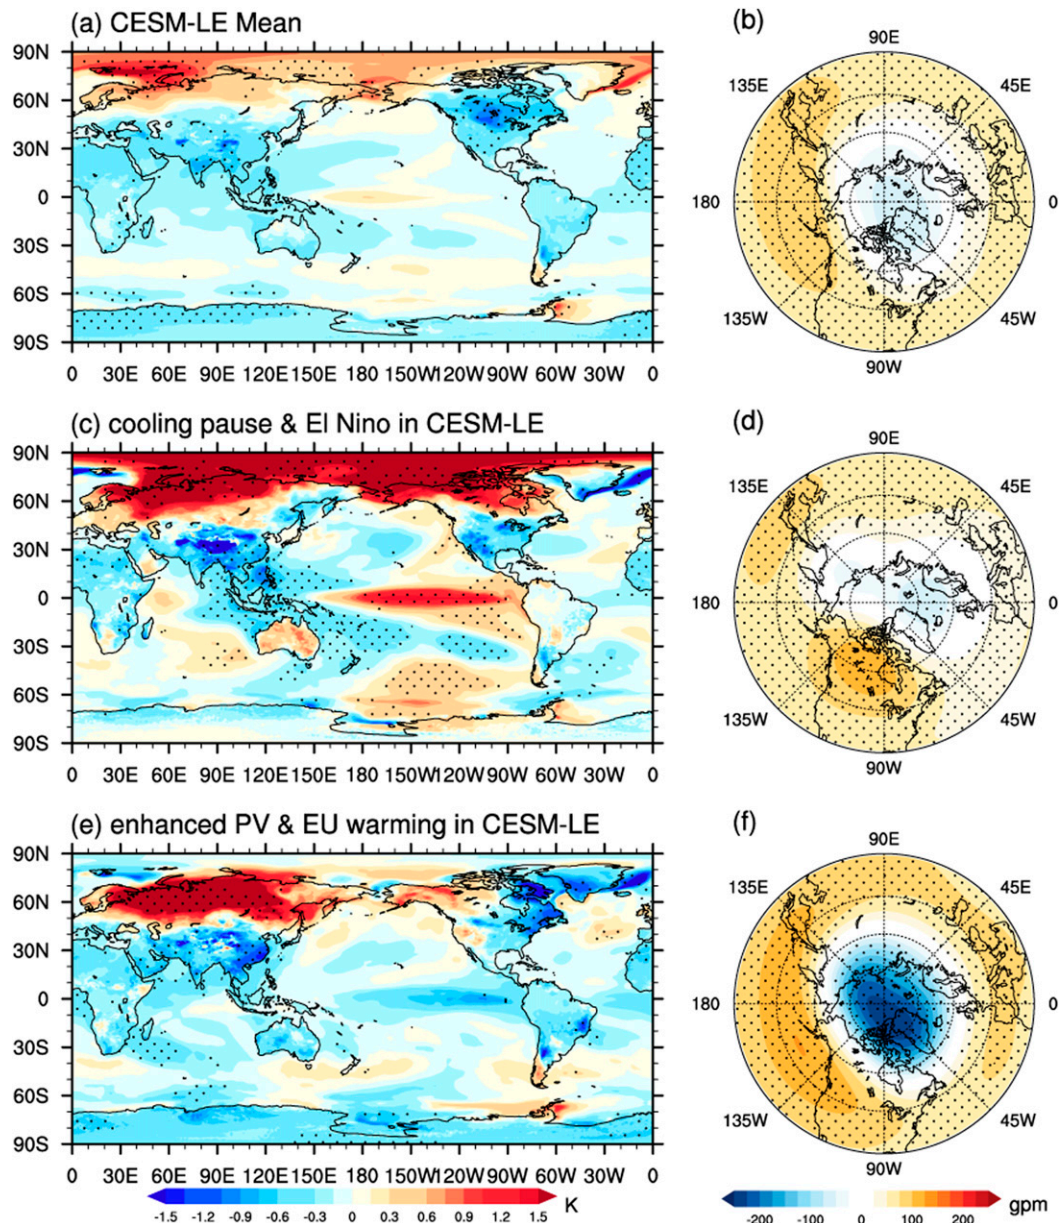 (a) CESM-LE Mean
(b)
90N
60N
30N
0
30S
60S
90S
0 30E 60E 90E 120E 150E 180 150W 120W 90W 60W 30W 0
90E
135E 45E
180 0
135W 45W
90W
(c) cooling pause & El Nino in CESM-LE
(d)
90N
60N
30N
0
30S
60S
90S
0 30E 60E 90E 120E 150E 180 150W 120W 90W 60W 30W 0
90E
135E 45E
180 0
135W 45W
90W
(e) enhanced PV & EU warming in CESM-LE
(f)
90N
60N
30N
0
30S
60S
90S
0 30E 60E 90E 120E 150E 180 150W 120W 90W 60W 30W 0
90E
135E 45E
180 0
135W 45W
90W
-1.5 -1.2 -0.9 -0.6 -0.3 0 0.3 0.6 0.9 1.2 1.5 K
-200 -100 0 100 200 gpm